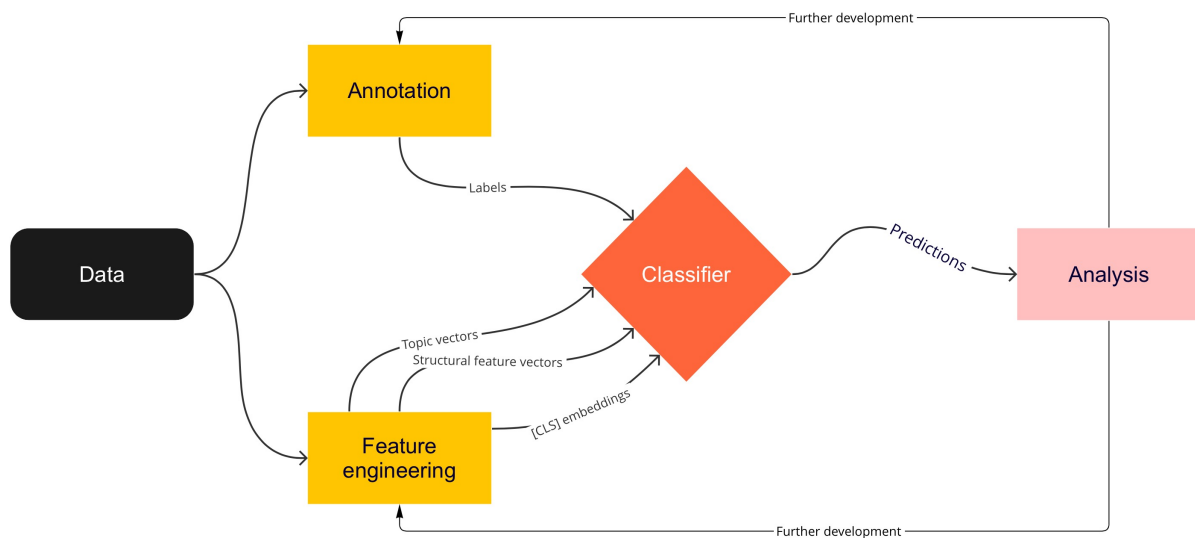 Further development
Annotation
Labels
Data
Classifier
Predictions
Analysis
Topic vectors
Structural feature vectors
[CLS] embeddings
Feature
engineering
Further development